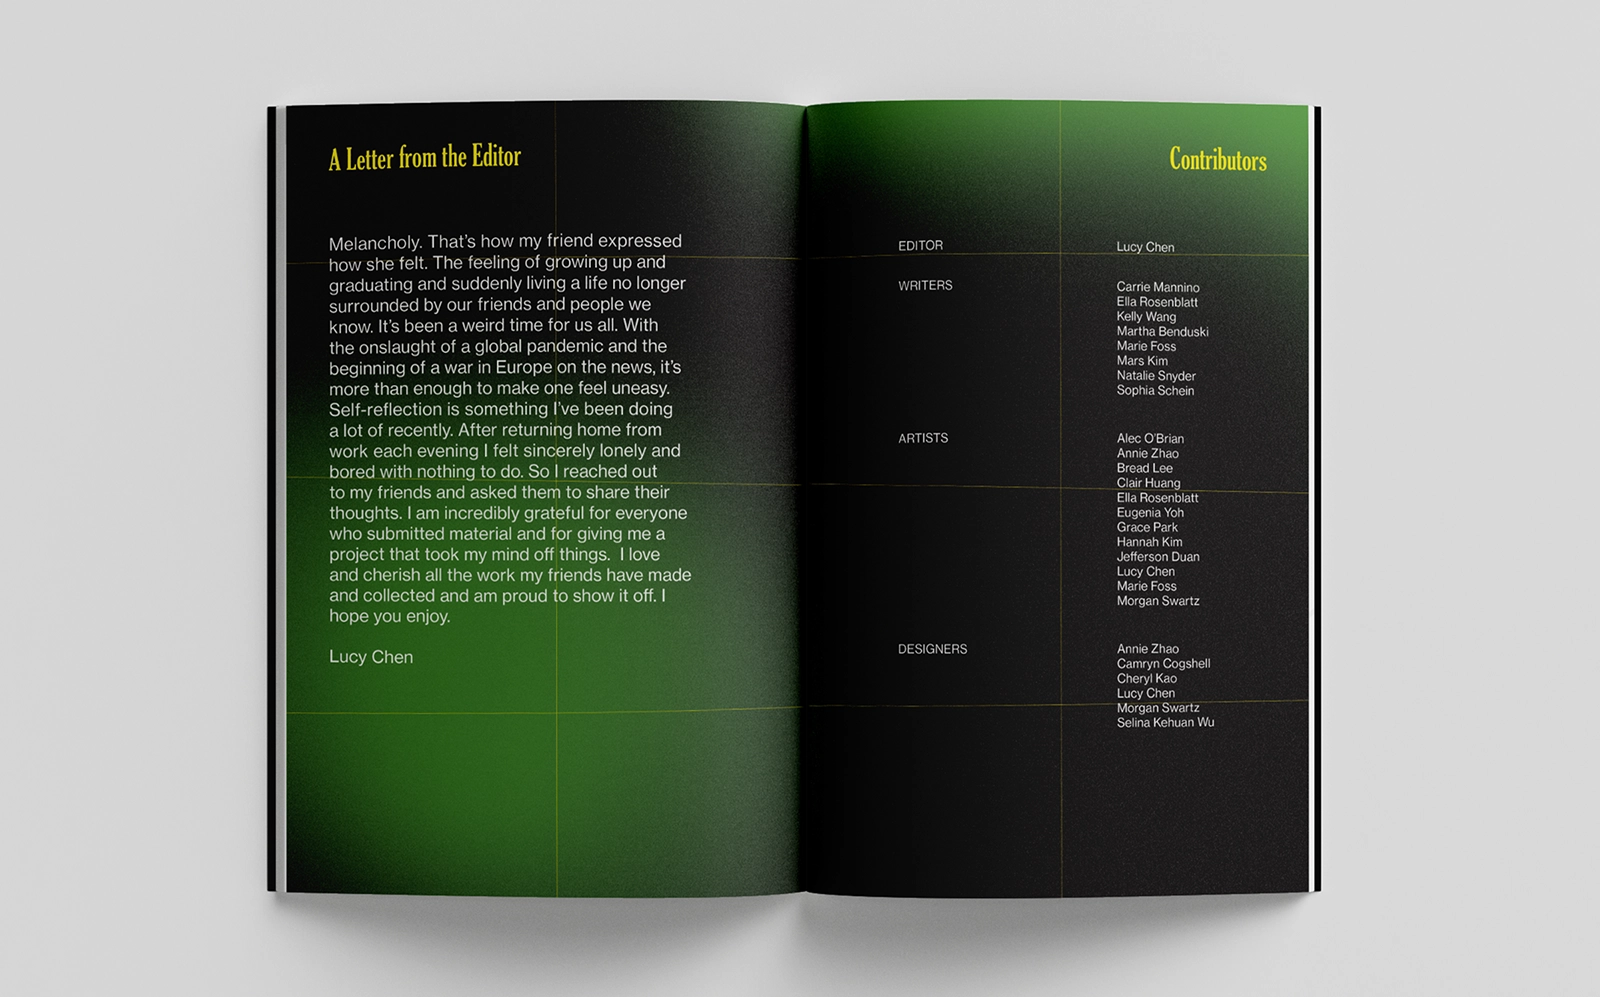 A Letter from the Editor
Melancholy. That's how my friend expressed
how she felt. The feeling of growing up and
graduating and suddenly living a life no longer
surrounded by our friends and people we
know. It's been a weird time for us all. With
the onslaught of a global pandemic and the
beginning of a war in Europe on the news, it's
more than enough to make one feel uneasy.
Self-reflection is something I've been doing
a lot of recently. After returning home from
work each evening I felt sincerely lonely and
bored with nothing to do. So I reached out
to my friends and asked them to share their
thoughts. I am incredibly grateful for everyone
who submitted material and for giving me a
project that took my mind off things.  I love
and cherish all the work my friends have made
and collected and am proud to show it off. I
hope you enjoy.
Lucy Chen
Contributors
EDITOR
Lucy Chen
WRITERS
Carrie Mannino
Ella Rosenblatt
Kelly Wang
Martha Benduski
Marie Foss
Mars Kim
Natalie Snyder
Sophia Schein
ARTISTS
Alec O'Brian
Annie Zhao
Bread Lee
Clair Huang
Ella Rosenblatt
Eugenia Yoh
Grace Park
Hannah Kim
Jefferson Duan
Lucy Chen
Marie Foss
Morgan Swartz
DESIGNERS
Annie Zhao
Camryn Cogshell
Cheryl Kao
Lucy Chen
Morgan Swartz
Selina Kehuan Wu